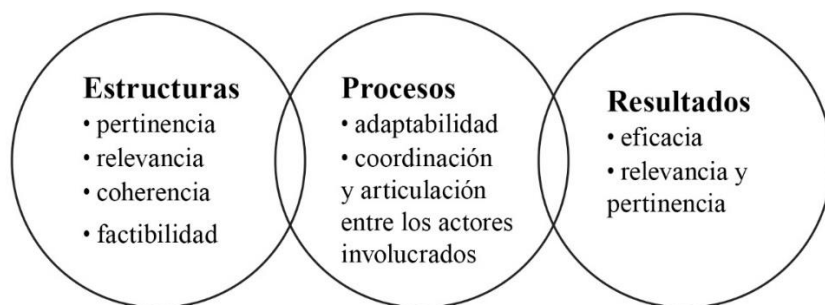 Estructuras
• pertinencia
• relevancia
• coherencia
• factibilidad
Procesos
• adaptabilidad
• coordinación
y articulación
entre los actores
involucrados
Resultados
• eficacia
• relevancia y
pertinencia